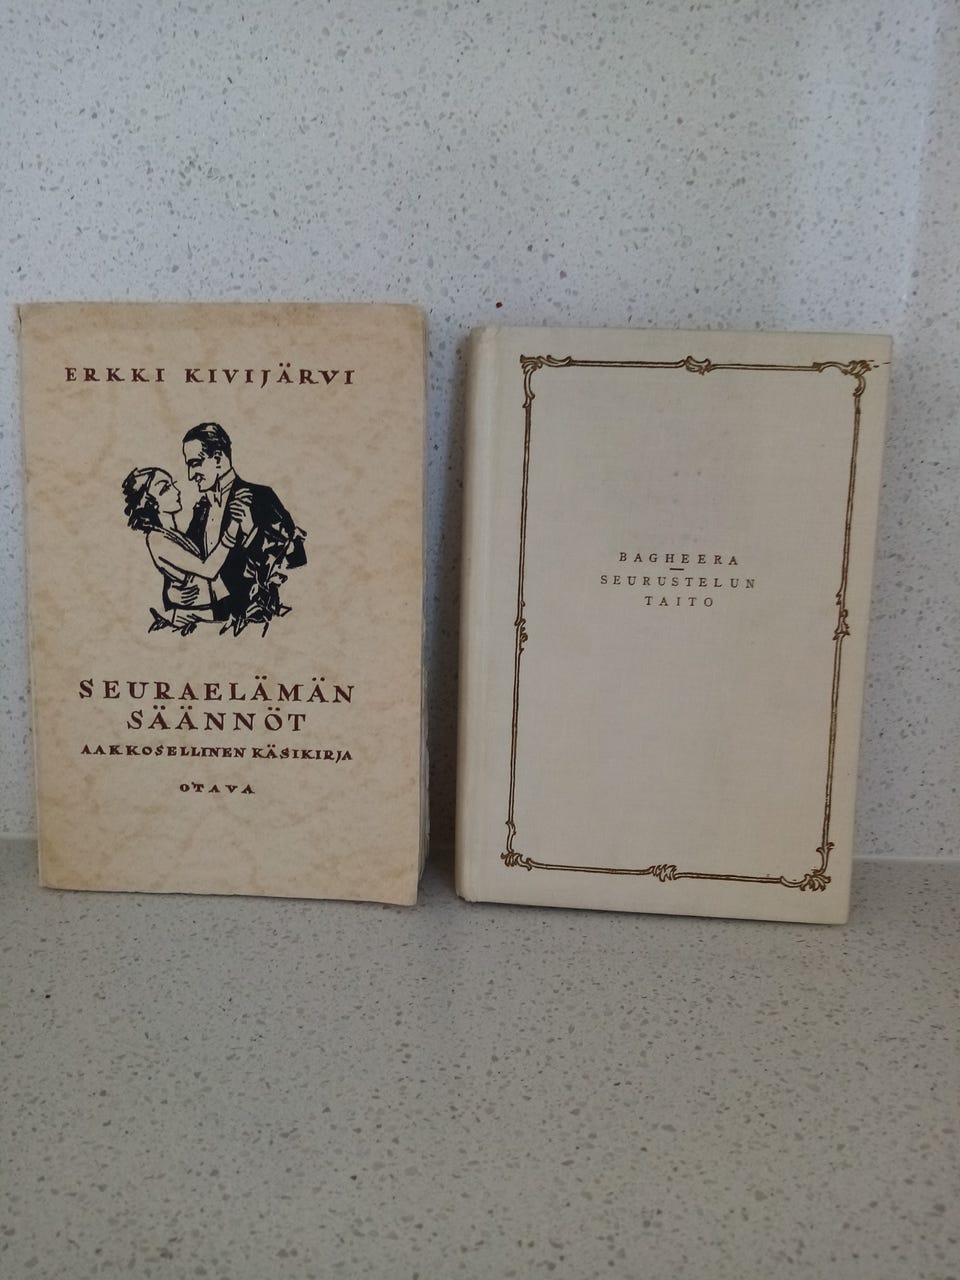 ERKKI KIVIJÄRVI
SEURAELÄMÄN
SÄÄNNÖT
AAKKOSELLINEN KÄSIKIRJA
OTAVA
BAGHEERA
SEURUSTELUN
TAITO